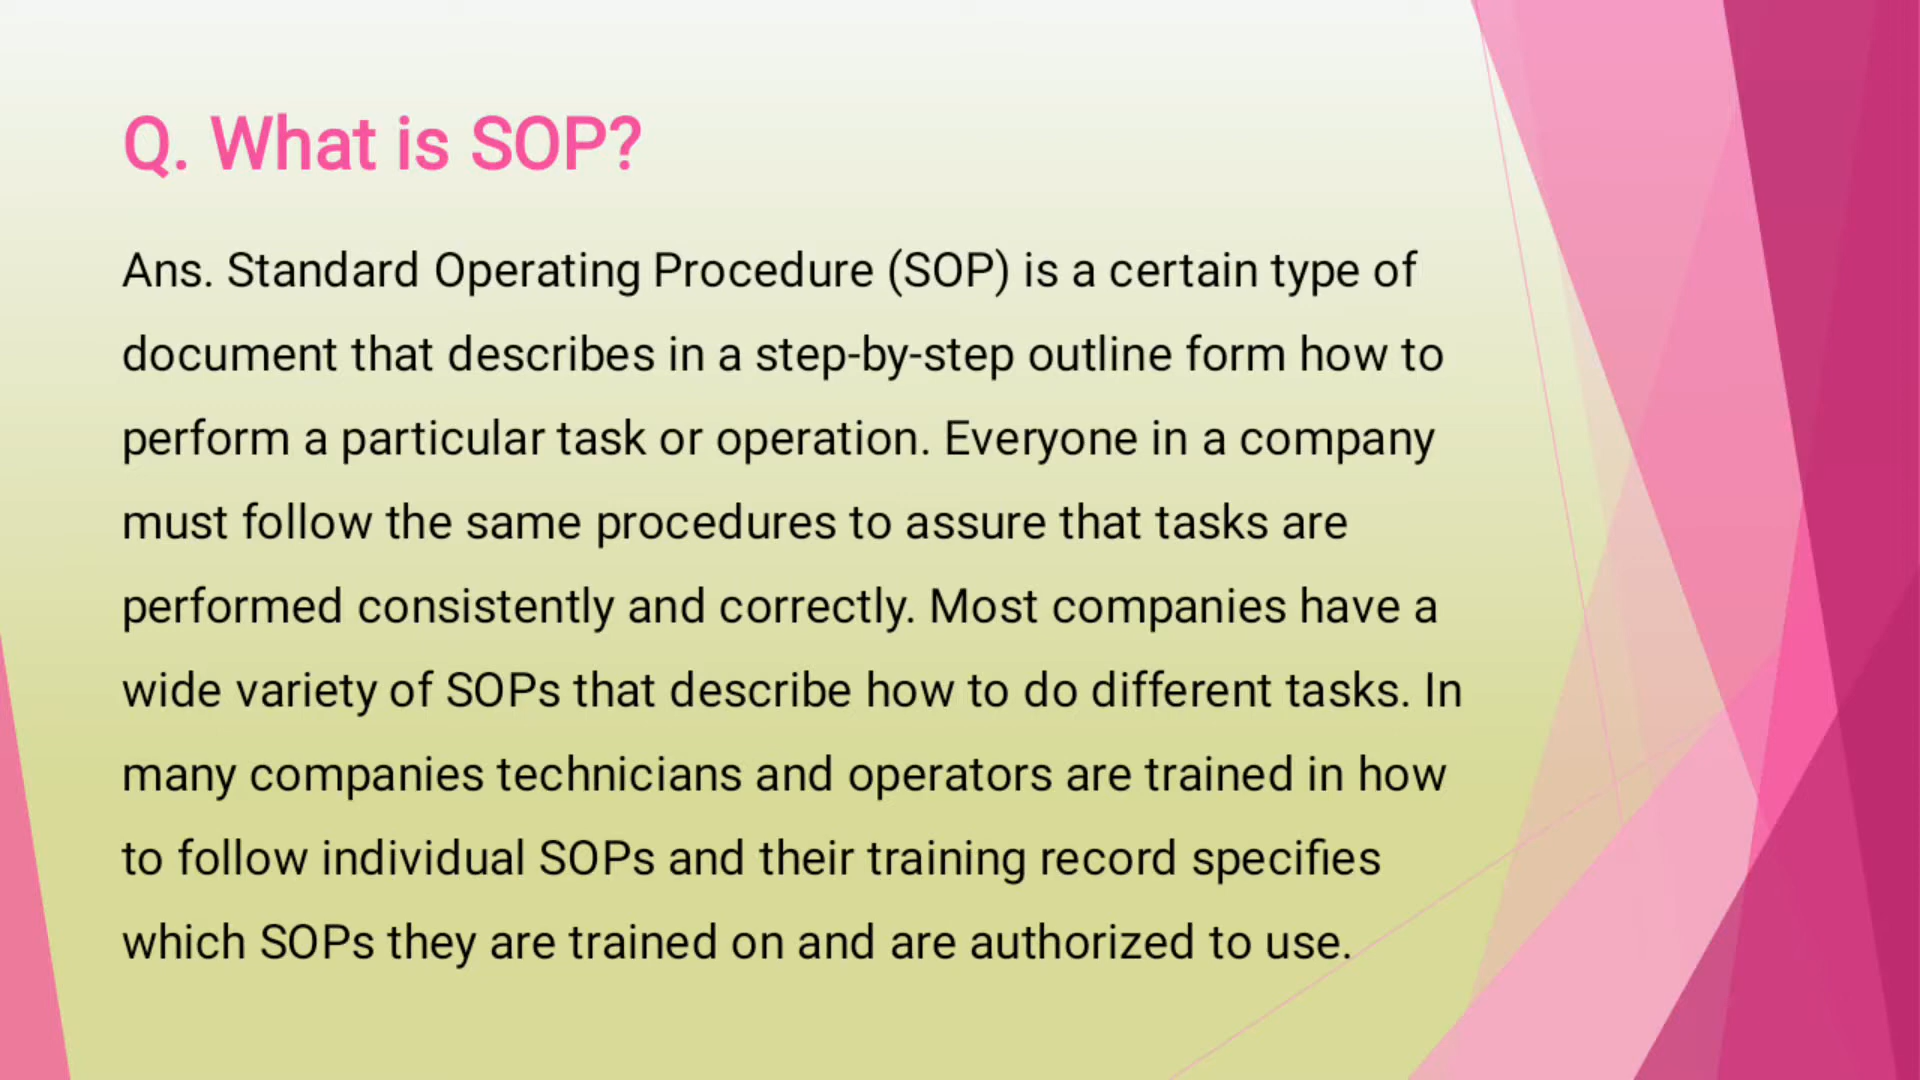 Q. What is SOP?
Ans. Standard Operating Procedure (SOP) is a certain type of
document that describes in a step-by-step outline form how to
perform a particular task or operation. Everyone in a company
must follow the same procedures to assure that tasks are
performed consistently and correctly. Most companies have a
wide variety of SOPs that describe how to do different tasks. In
many companies technicians and operators are trained in how
to follow individual SOPs and their training record specifies
which SOPs they are trained on and are authorized to use.